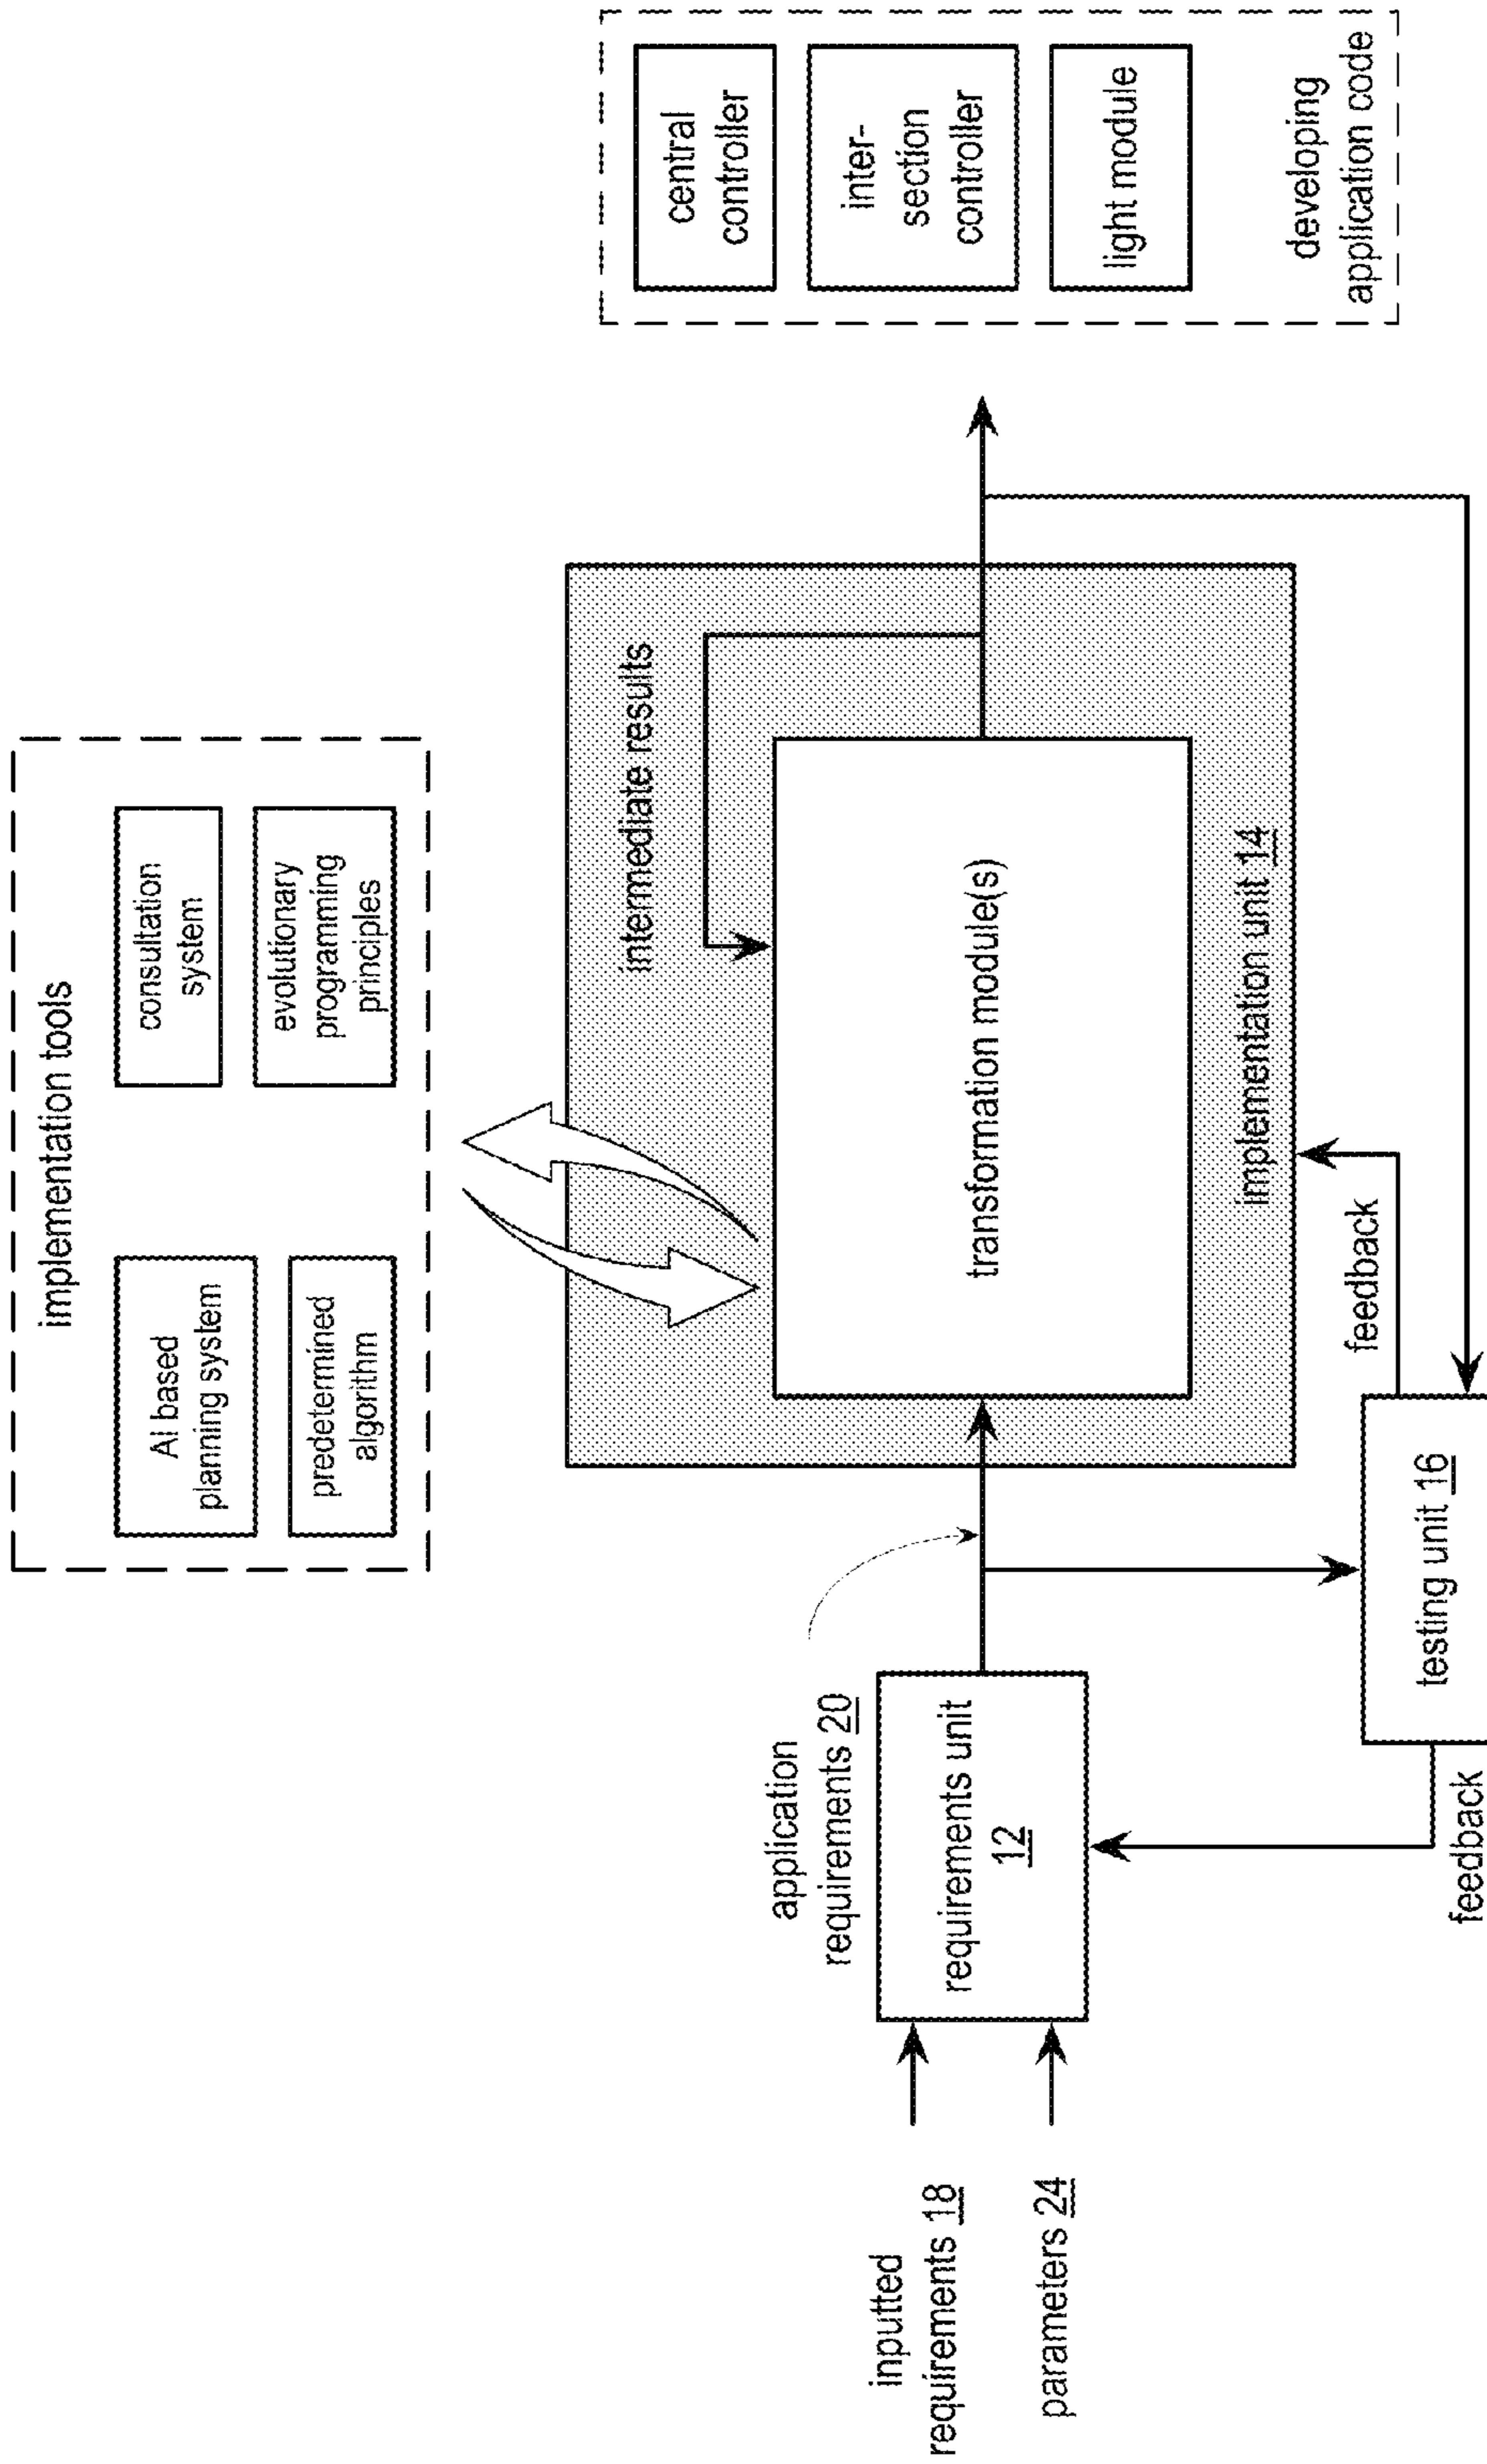 implementation tools
AI based
planning system
consultation
system
predetermined
algorithm
evolutionary
programming
principles
intermediate results
application
requirements 20
inputted
requirements 18
parameters 24
requirements unit
12
transformation module(s)
implementation unit 14
central
controller
inter-
section
controller
light module
developing
application code
feedback
testing unit 16
feedback